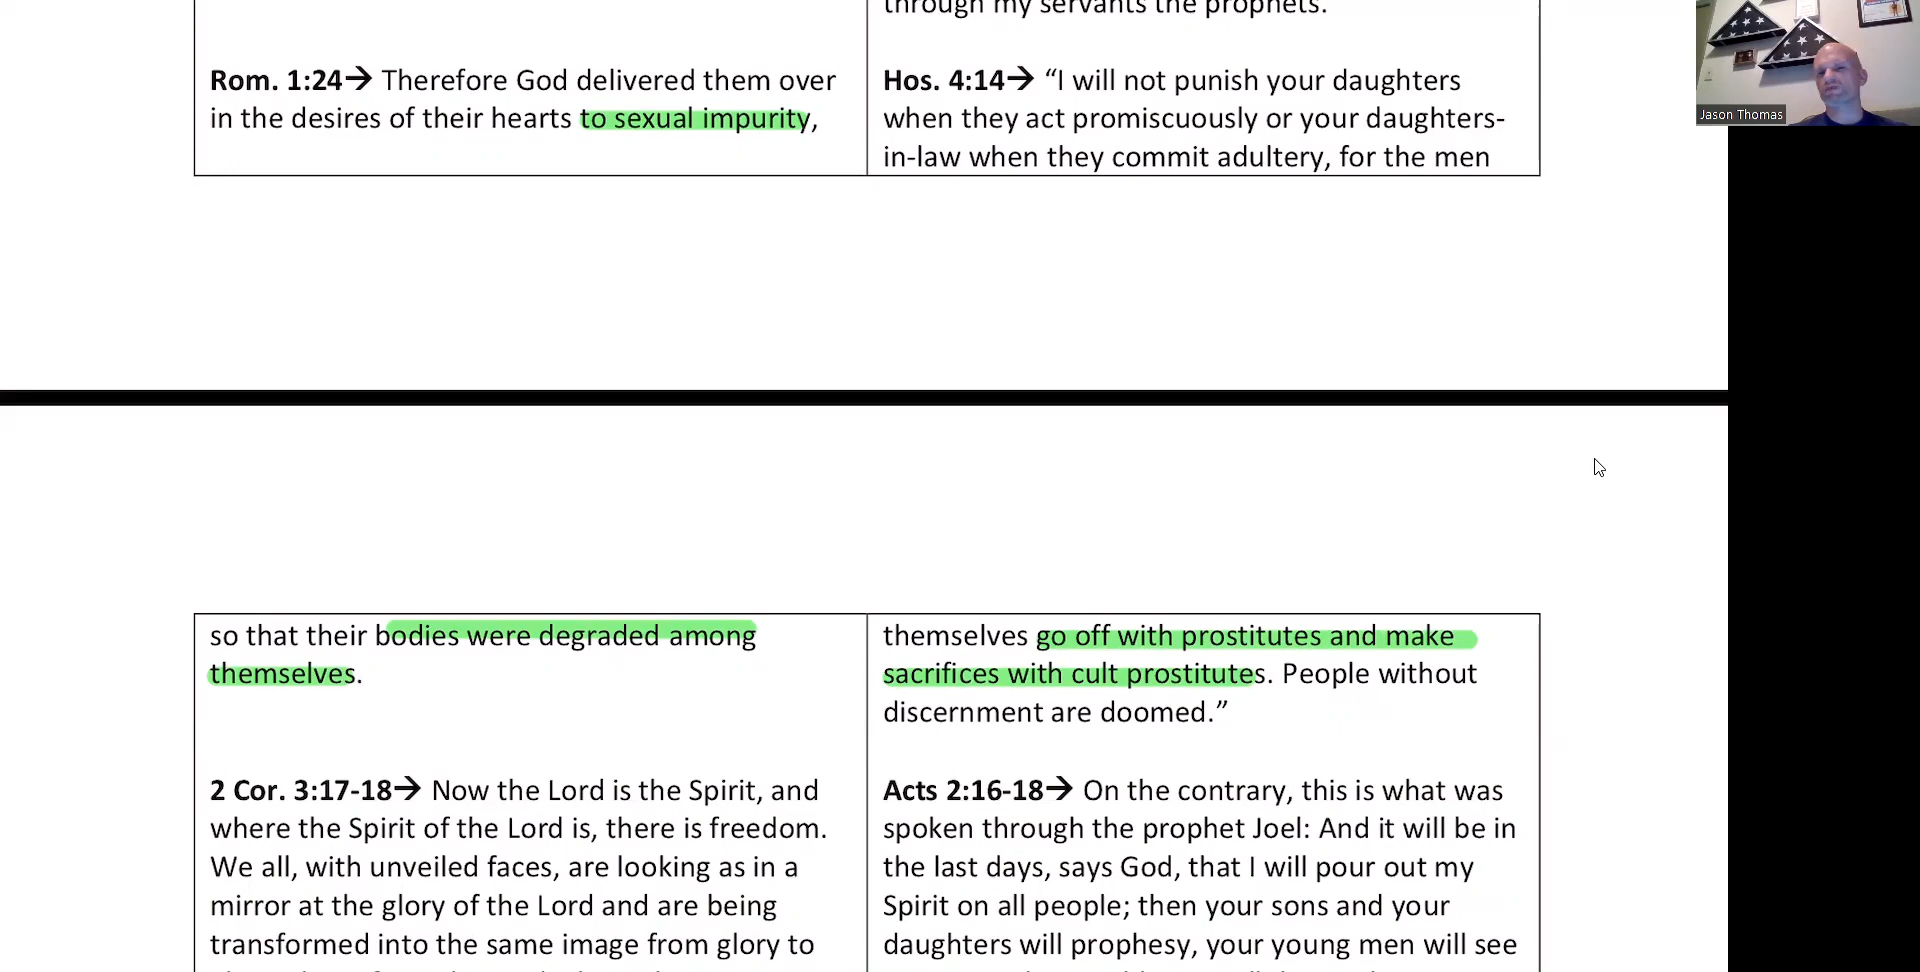 through my servants the prophets.
Rom. 1:24→ Therefore God delivered them over
in the desires of their hearts to sexual impurity,
Hos. 4:14→ “I will not punish your daughters
when they act promiscuously or your daughters-
in-law when they commit adultery, for the men
Jason Thomas
so that their bodies were degraded among
themselves.
themselves go off with prostitutes and make
sacrifices with cult prostitutes. People without
discernment are doomed.”
2 Cor. 3:17-18→ Now the Lord is the Spirit, and
where the Spirit of the Lord is, there is freedom.
We all, with unveiled faces, are looking as in a
mirror at the glory of the Lord and are being
transformed into the same image from glory to
Acts 2:16-18→ On the contrary, this is what was
spoken through the prophet Joel: And it will be in
the last days, says God, that I will pour out my
Spirit on all people; then your sons and your
daughters will prophesy, your young men will see